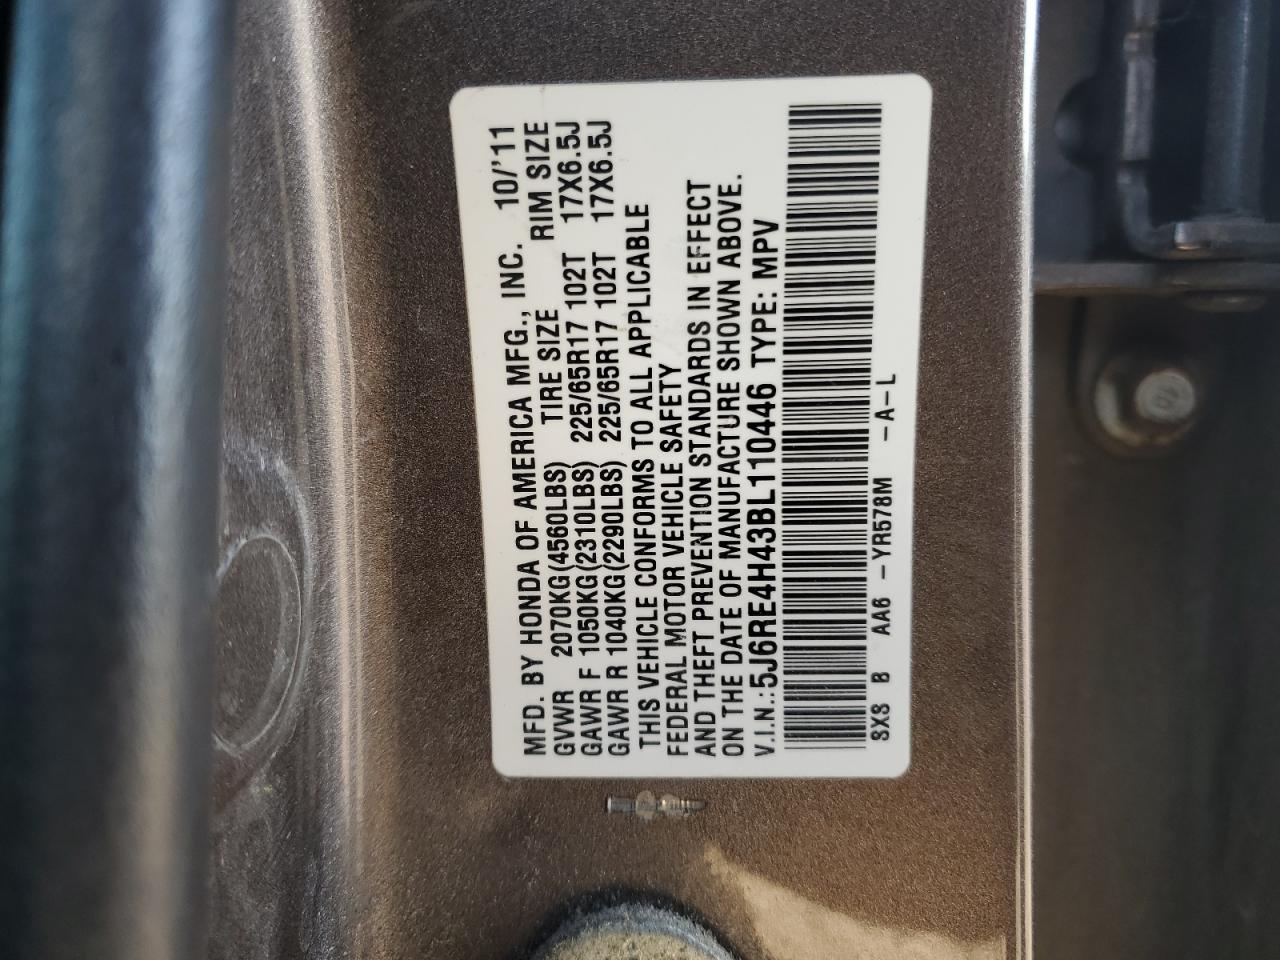 MFD. BY HONDA OF AMERICA MFG., INC. 10/'11
GVWR 2070KG(4560LBS) TIRE SIZE RIM SIZE
GAWR F 1050KG(2310LBS) 225/65R17 102T 17X6.5J
GAWR R 1040KG(2290LBS) 225/65R17 102T 17X6.5J
THIS VEHICLE CONFORMS TO ALL APPLICABLE
FEDERAL MOTOR VEHICLE SAFETY
AND THEFT PREVENTION STANDARDS IN EFFECT
ON THE DATE OF MANUFACTURE SHOWN ABOVE.
V.I.N.: 5J6RE4H43BL110446 TYPE: MPV
SX8 B AA6 -YR578M -A-L